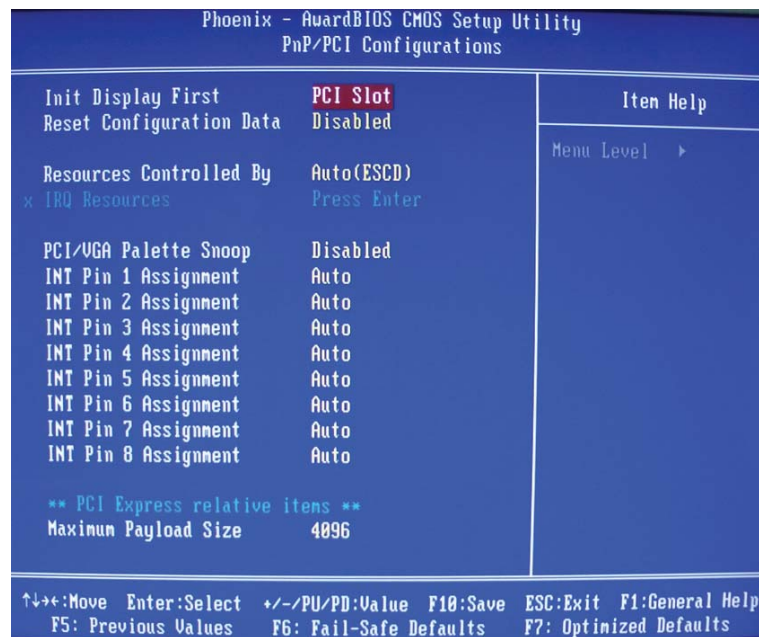 Phoenix - AwardBIOS CMOS Setup Utility
PnP/PCI Configurations
Init Display First PCI Slot
Reset Configuration Data Disabled
Resources Controlled By Auto(ESCD)
x IRQ Resources Press Enter
PCI/VGA Palette Snoop Disabled
INT Pin 1 Assignment Auto
INT Pin 2 Assignment Auto
INT Pin 3 Assignment Auto
INT Pin 4 Assignment Auto
INT Pin 5 Assignment Auto
INT Pin 6 Assignment Auto
INT Pin 7 Assignment Auto
INT Pin 8 Assignment Auto
** PCI Express relative items **
Maximum Payload Size 4096
Item Help
Menu Level ▸
↑↓→←:Move Enter:Select +/-/PU/PD:Value F10:Save ESC:Exit F1:General Help
F5: Previous Values F6: Fail-Safe Defaults F7: Optimized Defaults